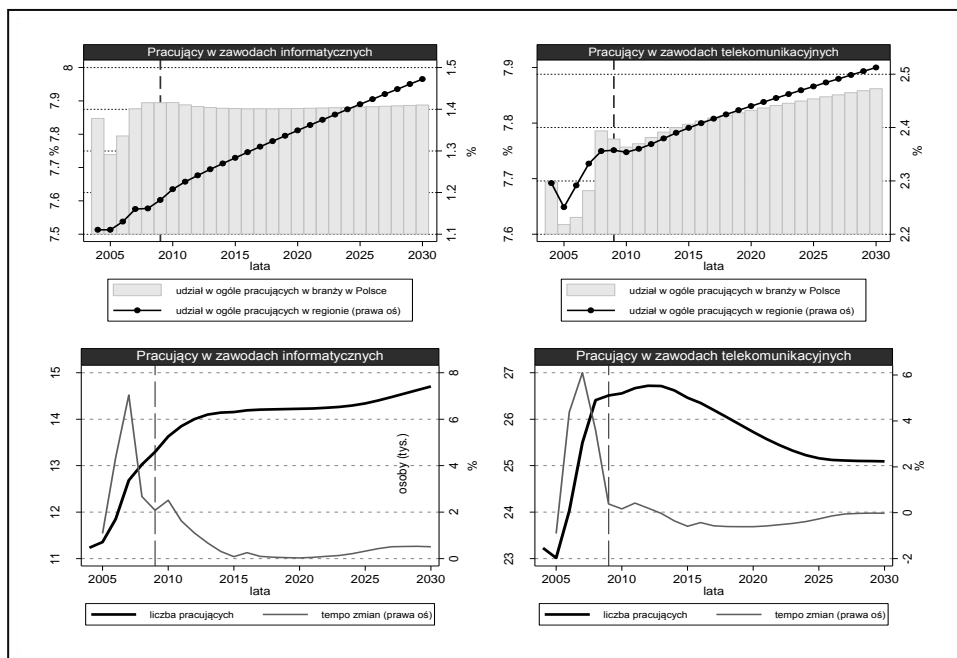 Pracujący w zawodach informatycznych
8
7.9
7.8
7.7
7.6
7.5
%
1.5
1.4
1.3
1.2
1.1
%
2005 2010 2015 2020 2025 2030
lata
udział w ogóle pracujących w branży w Polsce
udział w ogóle pracujących w regionie (prawa oś)
Pracujący w zawodach telekomunikacyjnych
7.9
7.8
7.7
7.6
%
2.5
2.4
2.3
2.2
%
2005 2010 2015 2020 2025 2030
lata
udział w ogóle pracujących w branży w Polsce
udział w ogóle pracujących w regionie (prawa oś)
Pracujący w zawodach informatycznych
15
14
13
12
11
8
6
4
2
0
%
2005 2010 2015 2020 2025 2030
lata
liczba pracujących
tempo zmian (prawa oś)
Pracujący w zawodach telekomunikacyjnych
osoby (tys.)
27
26
25
24
23
6
4
2
0
-2
%
2005 2010 2015 2020 2025 2030
lata
liczba pracujących
tempo zmian (prawa oś)